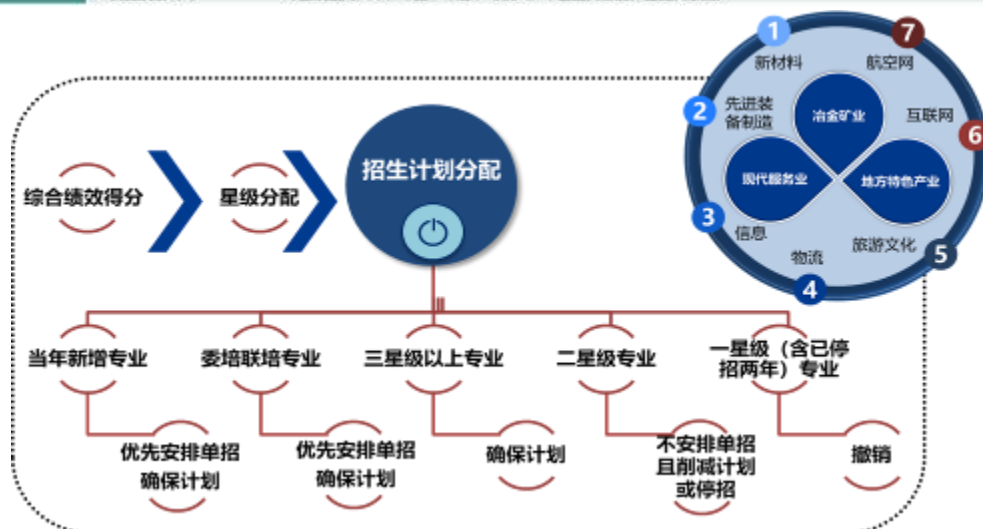 1
7
新材料
航空网
2
先进装
备制造
冶金矿业
互联网
6
综合绩效得分
星级分配
招生计划分配
现代服务业
地方特色产业
3
信息
旅游文化
5
物流
4
当年新增专业
委培联培专业
三星级以上专业
二星级专业
一星级（含已停
招两年）专业
优先安排单招
确保计划
优先安排单招
确保计划
确保计划
不安排单招
且削减计划
或停招
撤销